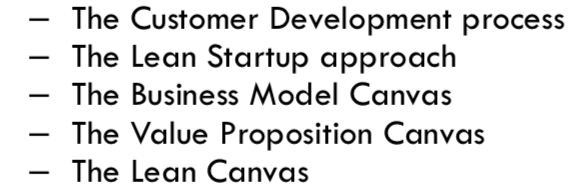 – The Customer Development process
– The Lean Startup approach
– The Business Model Canvas
– The Value Proposition Canvas
– The Lean Canvas